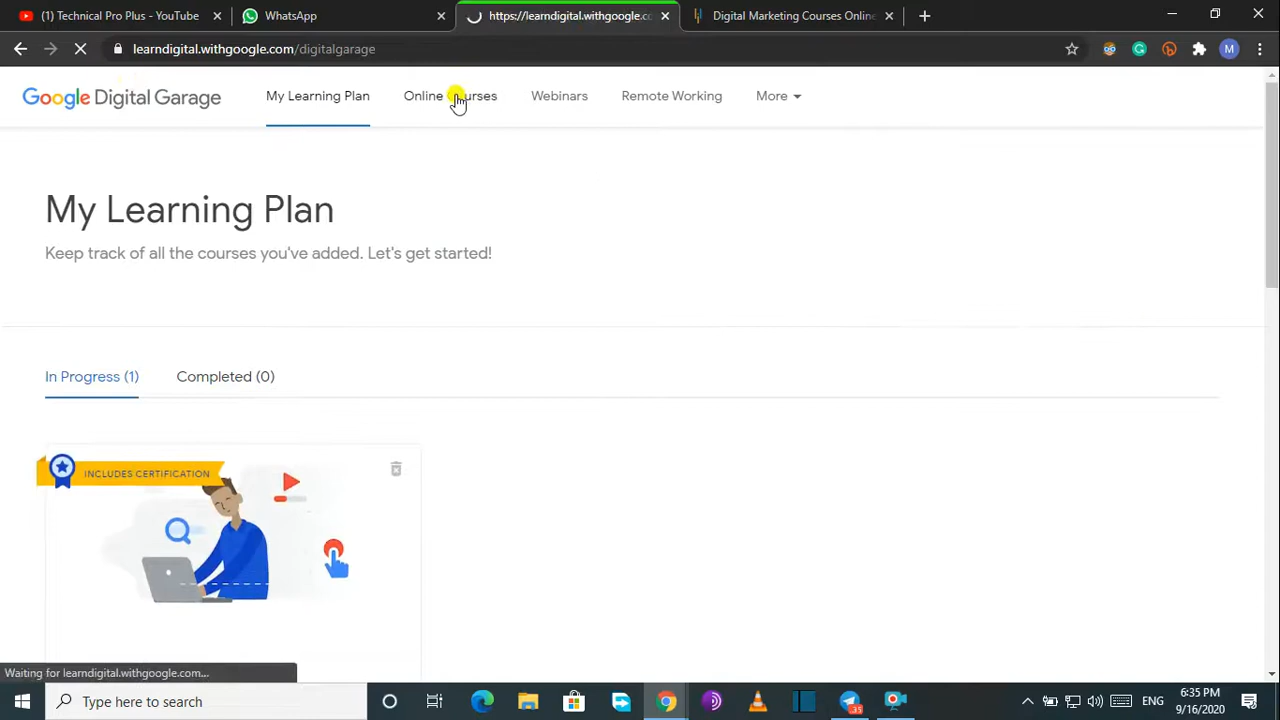 (1) Technical Pro Plus - YouTube
WhatsApp
https://learndigital.withgoogle.co
Digital Marketing Courses Online
learndigital.withgoogle.com/digitalgarage
M
Google Digital Garage
My Learning Plan
Online Courses
Webinars
Remote Working
More
My Learning Plan
Keep track of all the courses you've added. Let's get started!
In Progress (1)
Completed (0)
INCLUDES CERTIFICATION
Waiting for learndigital.withgoogle.com...
Type here to search
35
ENG
6:35 PM
9/16/2020